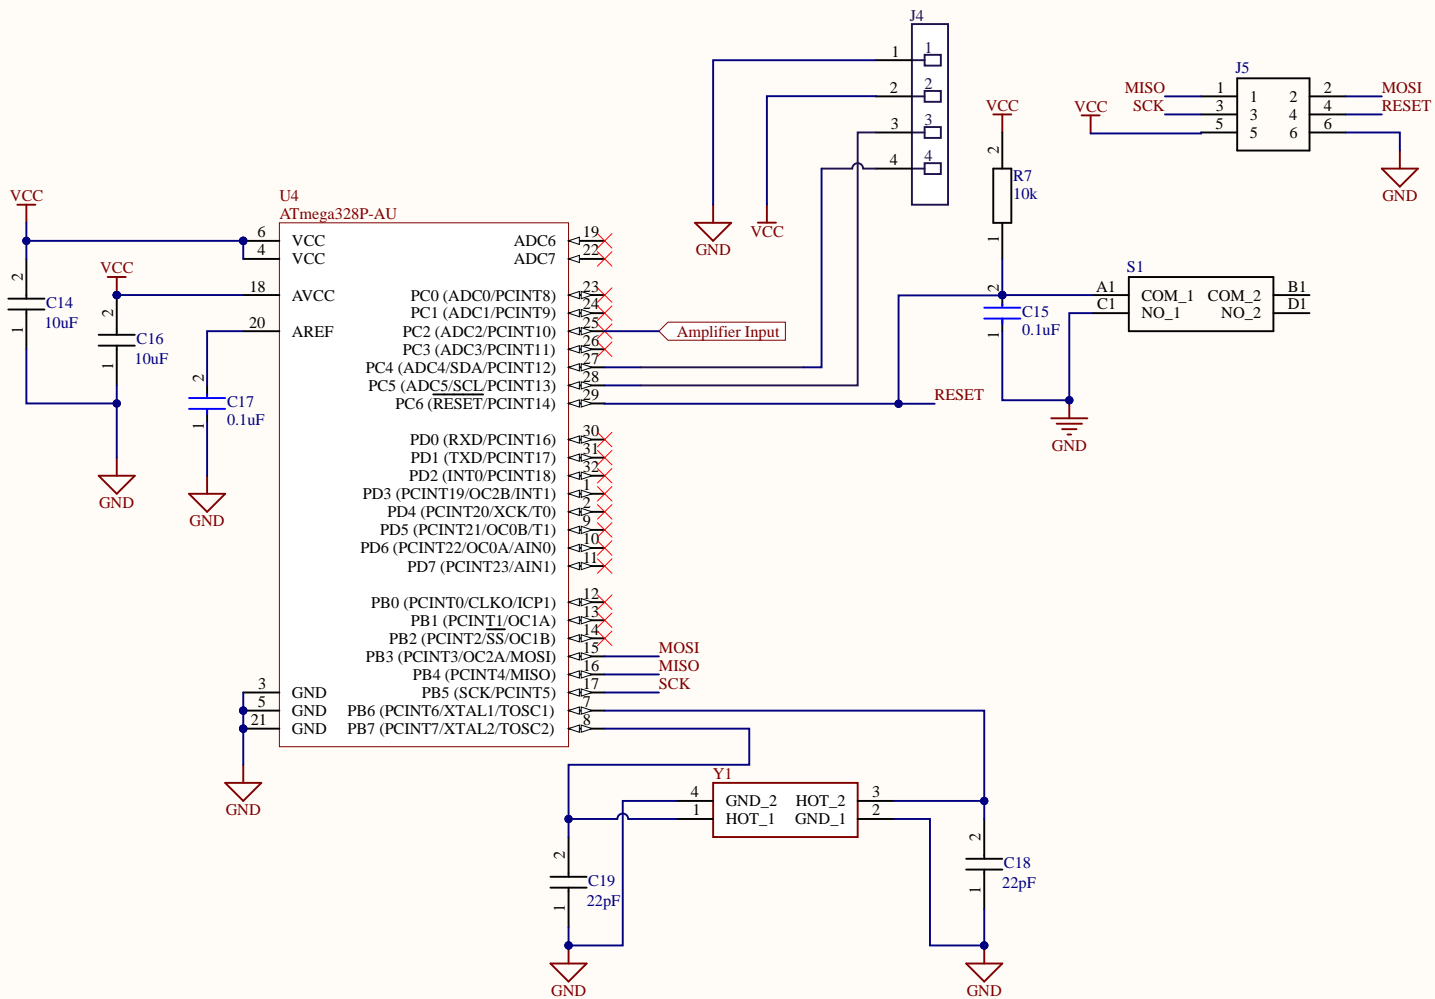 J4
1 1
2 2
3 3
4 4
GND
VCC
J5
MISO 1 1 2 2 MOSI
SCK 3 3 4 4 RESET
VCC 5 5 6 6
GND
VCC
2
R7
10k
1
2
C15
0.1uF
1
GND
S1
A1 COM_1 COM_2 B1
C1 NO_1 NO_2 D1
RESET
VCC
2
C14
10uF
1
VCC
2
C16
10uF
1
GND
2
C17
0.1uF
1
GND
U4
ATmega328P-AU
6 VCC
4 VCC
18 AVCC
20 AREF
3 GND
5 GND
21 GND
GND
ADC6 19
ADC7 22
PC0 (ADC0/PCINT8) 23
PC1 (ADC1/PCINT9) 24
PC2 (ADC2/PCINT10) 25 Amplifier Input
PC3 (ADC3/PCINT11) 26
PC4 (ADC4/SDA/PCINT12) 27
PC5 (ADC5/SCL/PCINT13) 28
PC6 (RESET/PCINT14) 29
PD0 (RXD/PCINT16) 30
PD1 (TXD/PCINT17) 31
PD2 (INT0/PCINT18) 32
PD3 (PCINT19/OC2B/INT1) 1
PD4 (PCINT20/XCK/T0) 2
PD5 (PCINT21/OC0B/T1) 9
PD6 (PCINT22/OC0A/AIN0) 10
PD7 (PCINT23/AIN1) 11
PB0 (PCINT0/CLKO/ICP1) 12
PB1 (PCINT1/OC1A) 13
PB2 (PCINT2/SS/OC1B) 14
PB3 (PCINT3/OC2A/MOSI) 15 MOSI
PB4 (PCINT4/MISO) 16 MISO
PB5 (SCK/PCINT5) 17 SCK
PB6 (PCINT6/XTAL1/TOSC1) 7
PB7 (PCINT7/XTAL2/TOSC2) 8
Y1
4 GND_2 HOT_2 3
1 HOT_1 GND_1 2
2
C19
22pF
1
GND
2
C18
22pF
1
GND